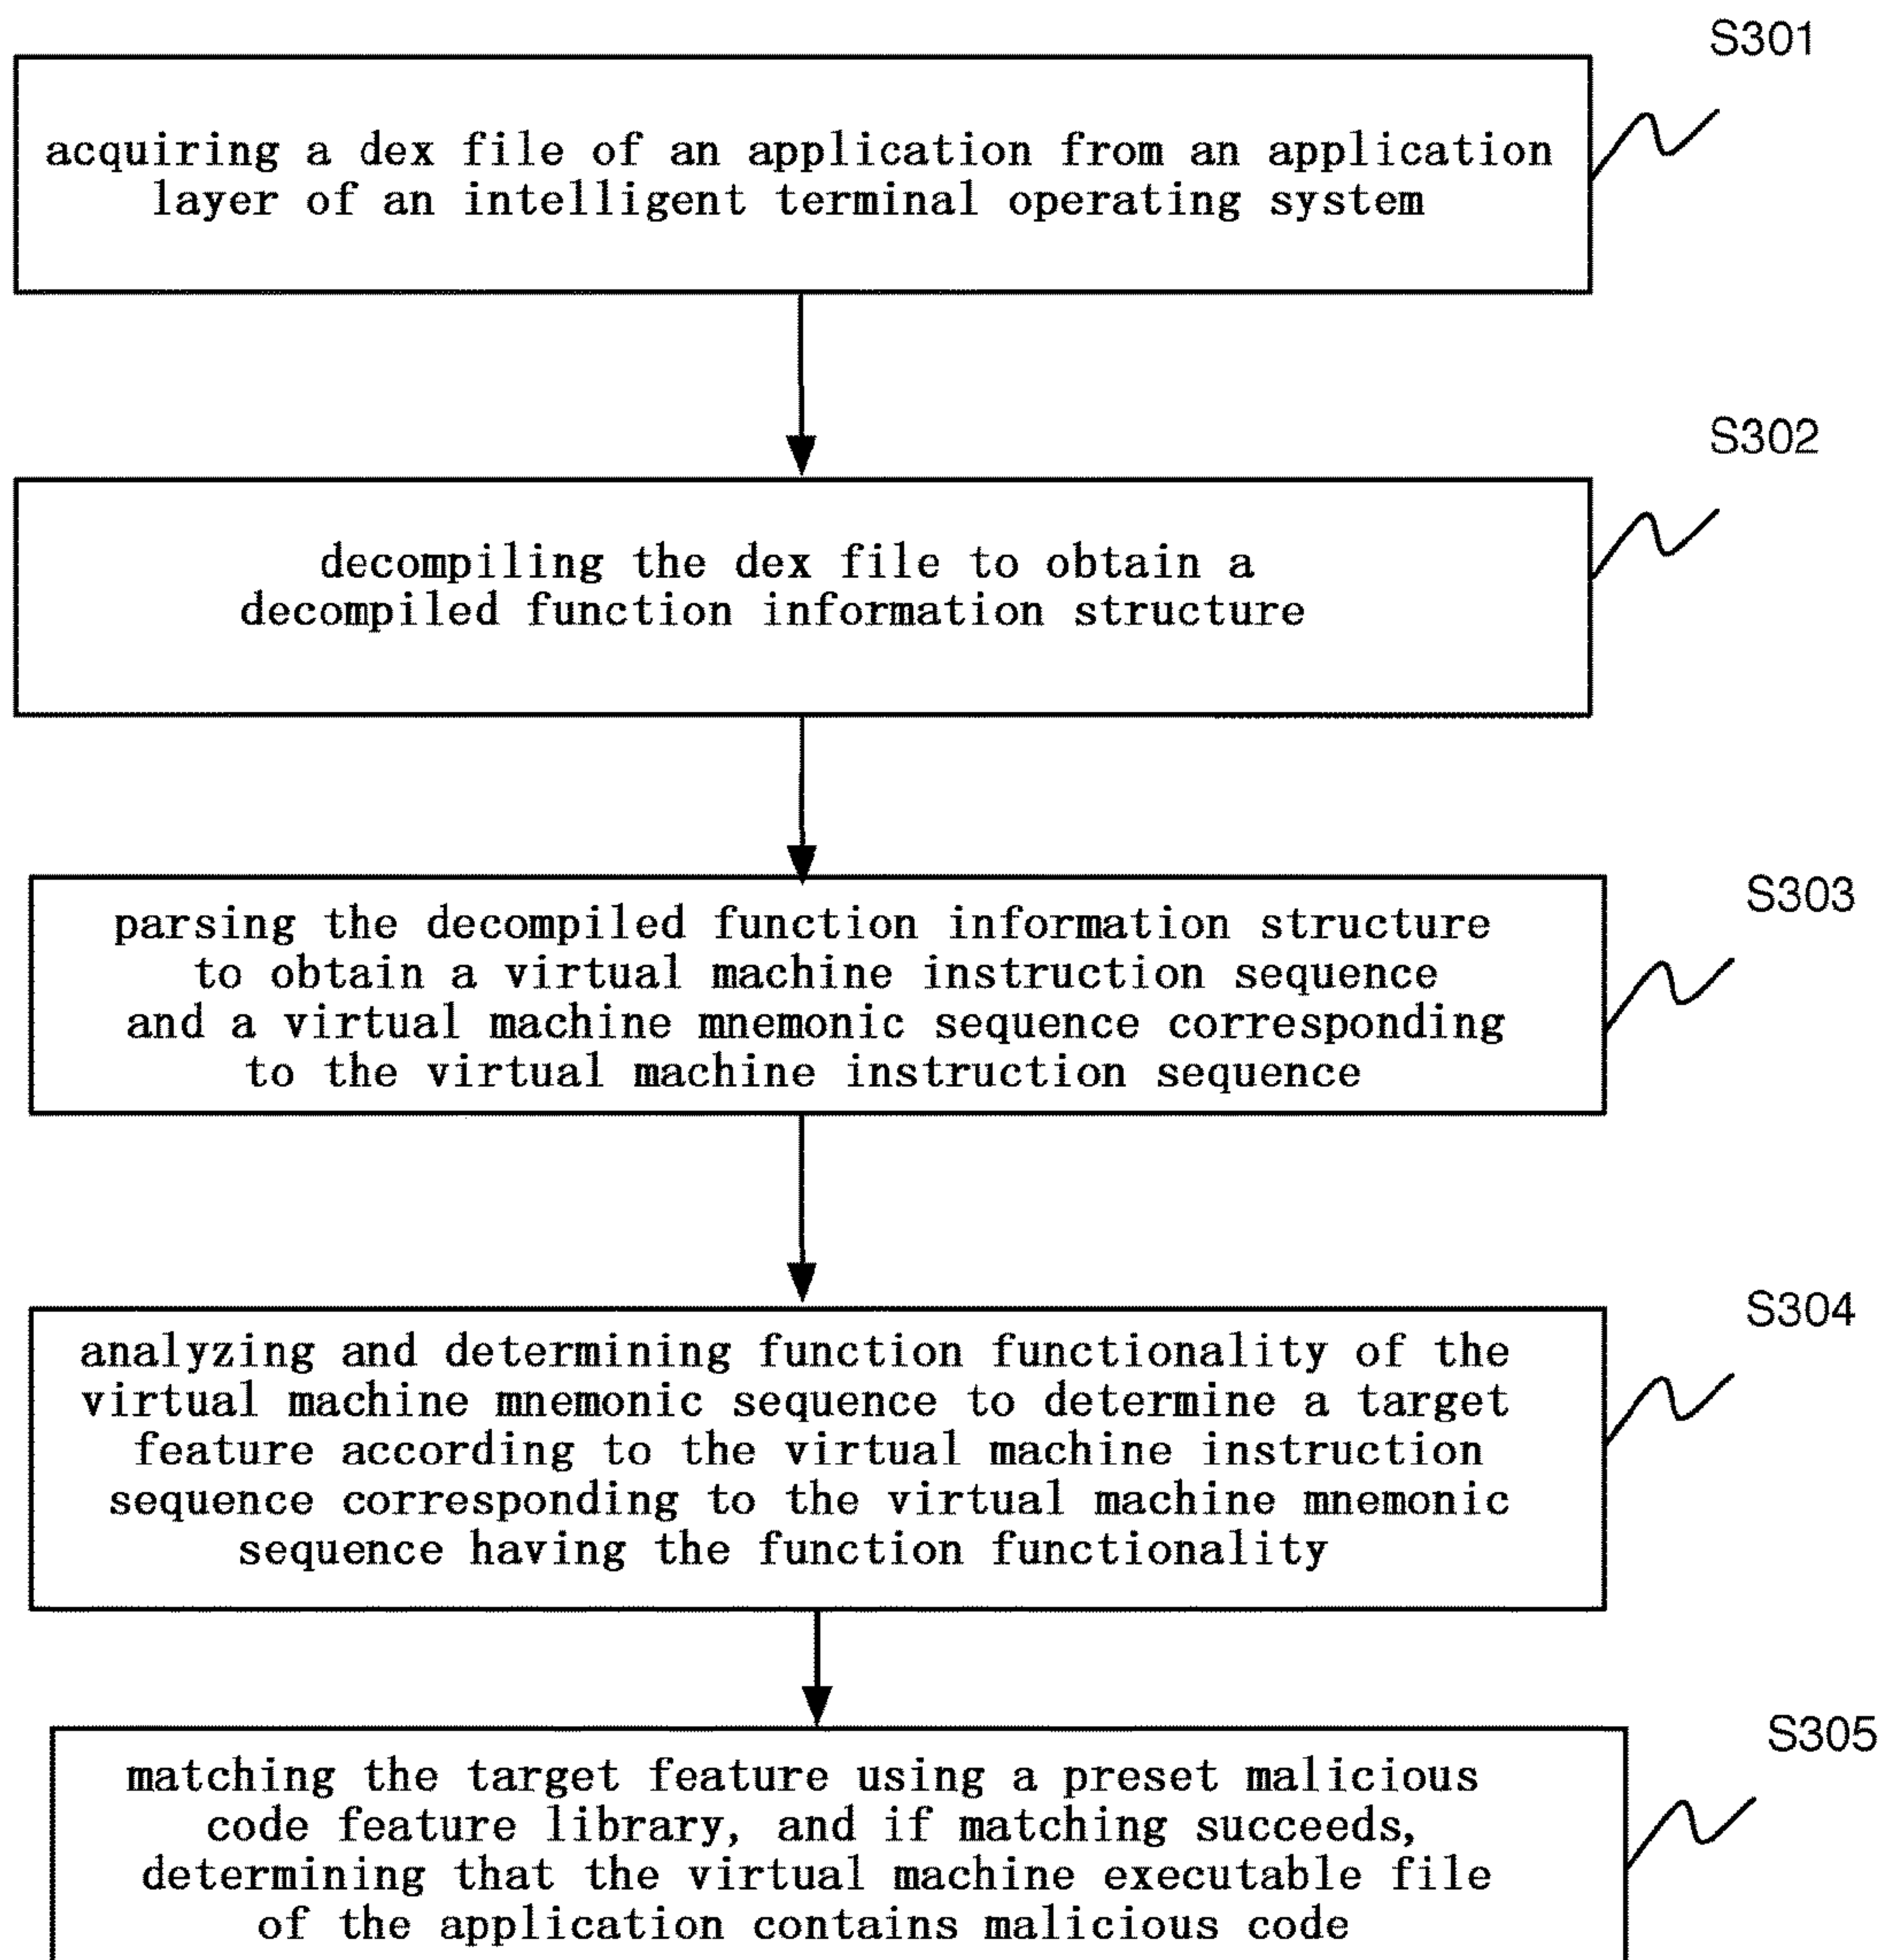 S301
acquiring a dex file of an application from an application
layer of an intelligent terminal operating system
S302
decompiling the dex file to obtain a
decompiled function information structure
S303
parsing the decompiled function information structure
to obtain a virtual machine instruction sequence
and a virtual machine mnemonic sequence corresponding
to the virtual machine instruction sequence
S304
analyzing and determining function functionality of the
virtual machine mnemonic sequence to determine a target
feature according to the virtual machine instruction
sequence corresponding to the virtual machine mnemonic
sequence having the function functionality
S305
matching the target feature using a preset malicious
code feature library, and if matching succeeds,
determining that the virtual machine executable file
of the application contains malicious code